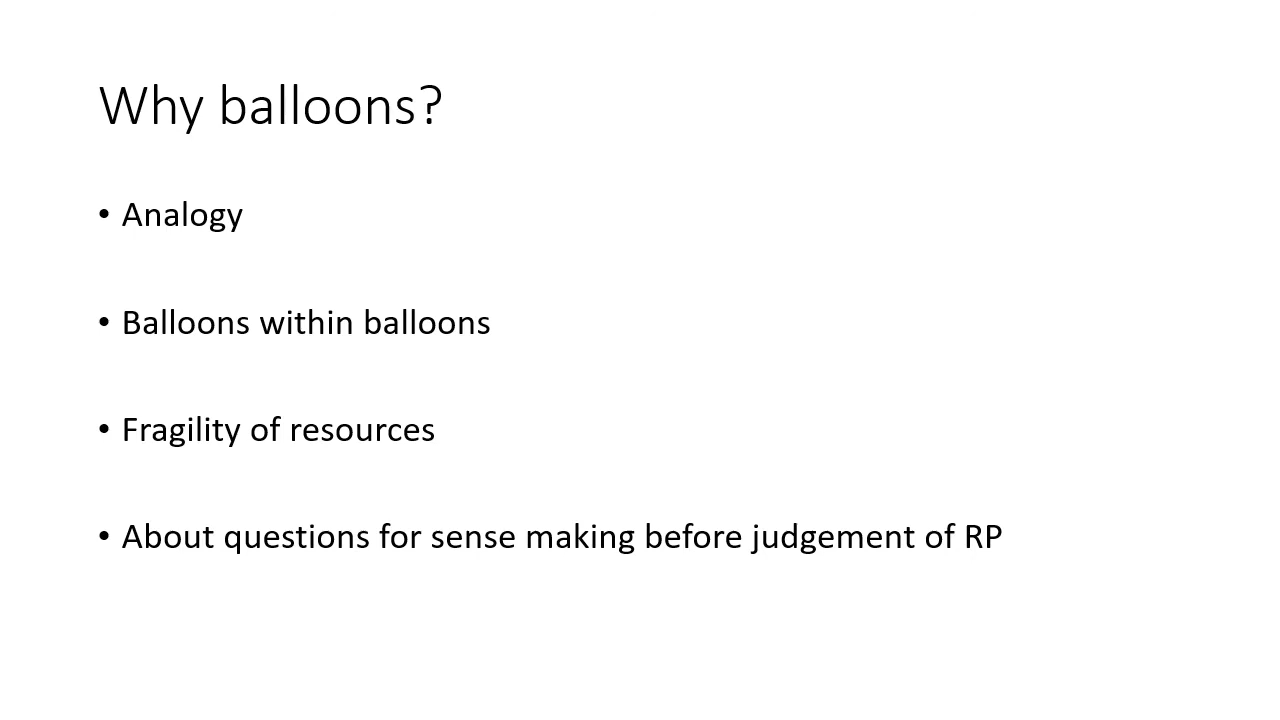 Why balloons?
• Analogy
• Balloons within balloons
• Fragility of resources
• About questions for sense making before judgement of RP